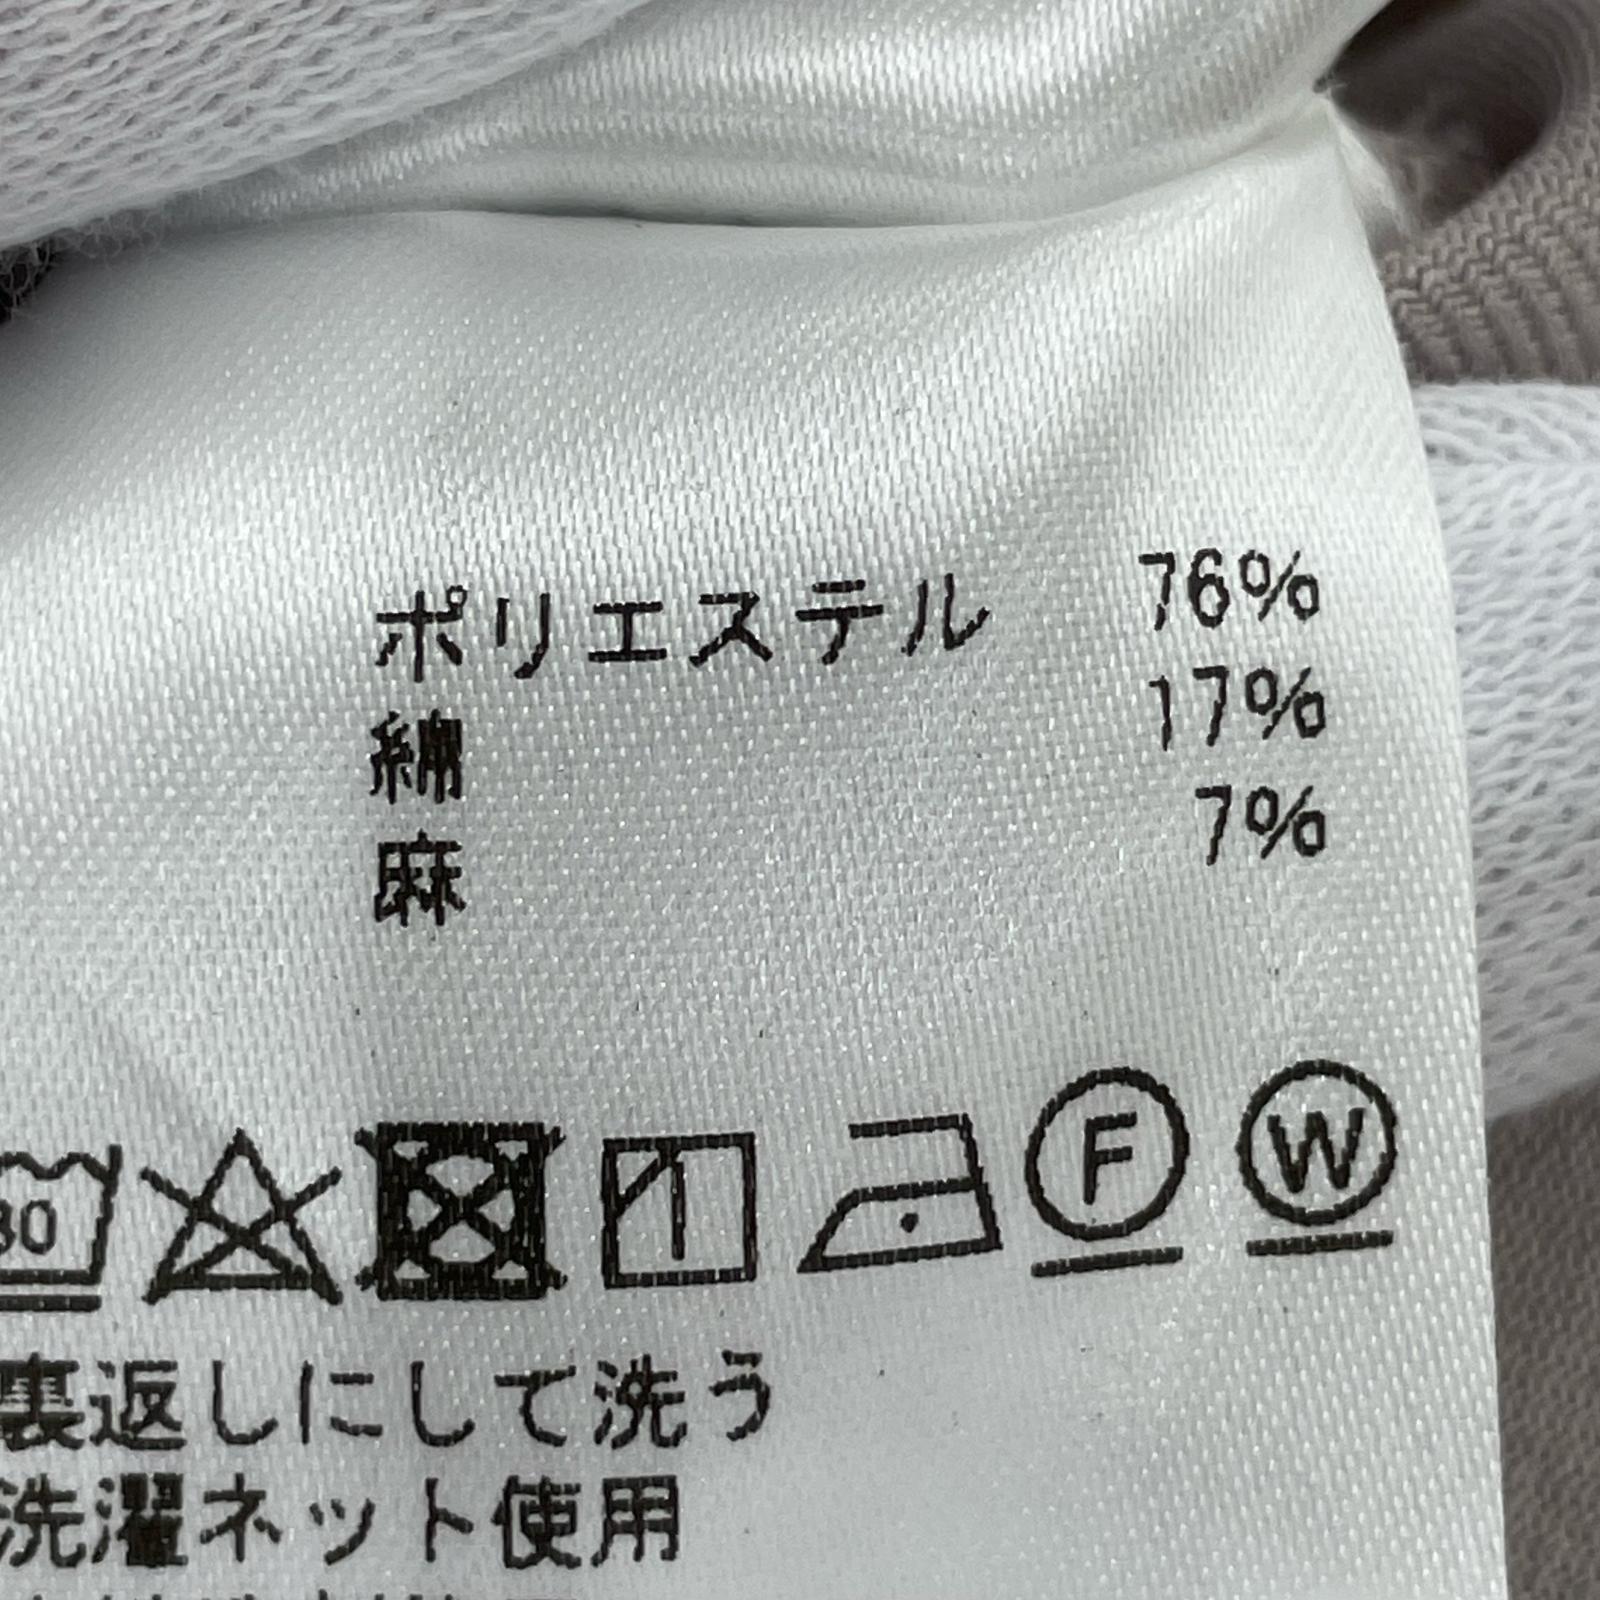 ポリエステル 76%
綿 17%
麻 7%
30 F W
裏返しにして洗う
洗濯ネット使用